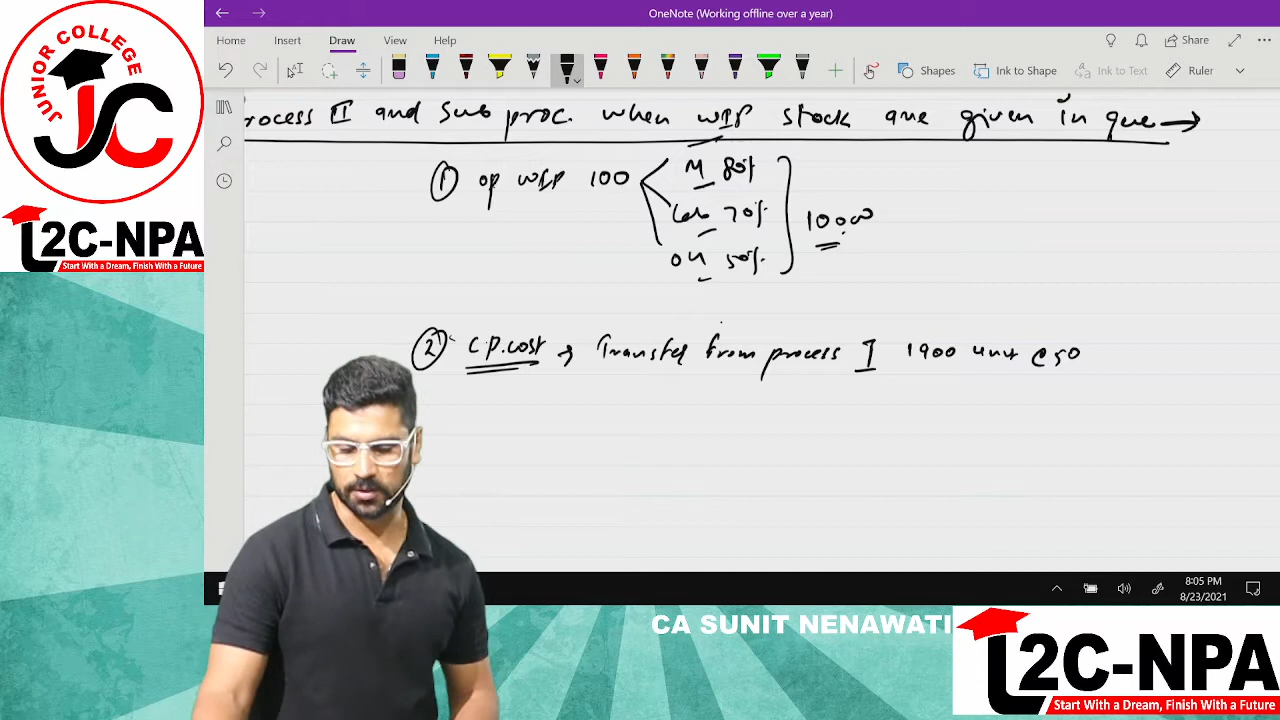 JUNIOR COLLEGE
JC
L2C-NPA
Start With a Dream, Finish With a Future
OneNote (Working offline over a year)
Home Insert Draw View Help Share
Shapes Ink to Shape Ink to Text Ruler
rocess II and Sub proc. when WIP stock are given in que →
① op WIP 100
M 80%
Lab 70%
OH 50%
10000
② C.P. cost → Transfer from process I 1900 unit @ 50
8:05 PM
8/23/2021
CA SUNIT NENAWATI
L2C-NPA
Start With a Dream, Finish With a Future